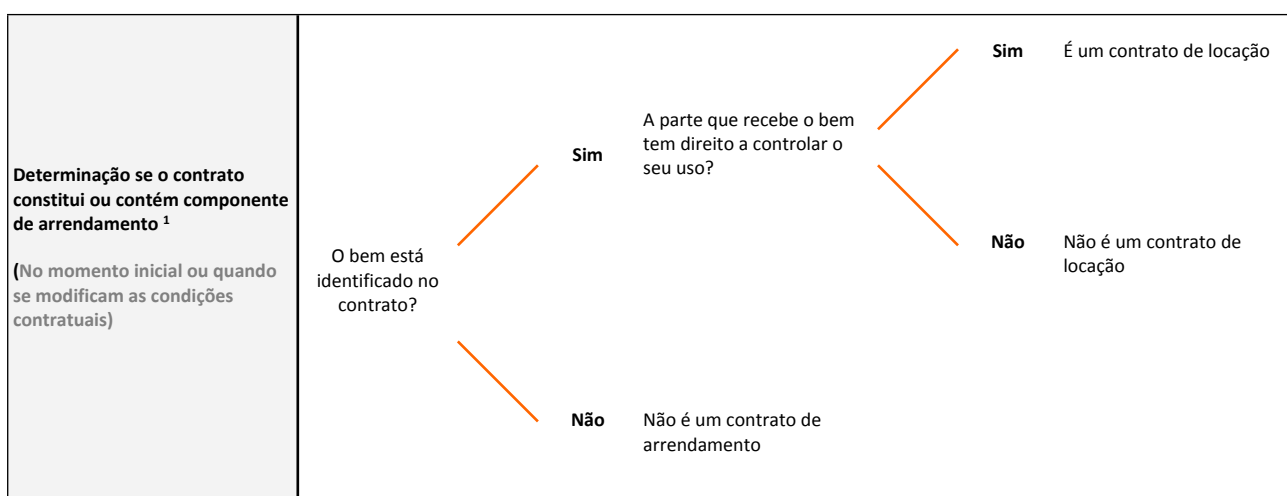 Determinação se o contrato
constitui ou contém componente
de arrendamento ¹
(No momento inicial ou quando
se modificam as condições
contratuais)
O bem está
identificado no
contrato?
Sim
A parte que recebe o bem
tem direito a controlar o
seu uso?
Sim
É um contrato de locação
Não
Não é um contrato de
locação
Não
Não é um contrato de
arrendamento